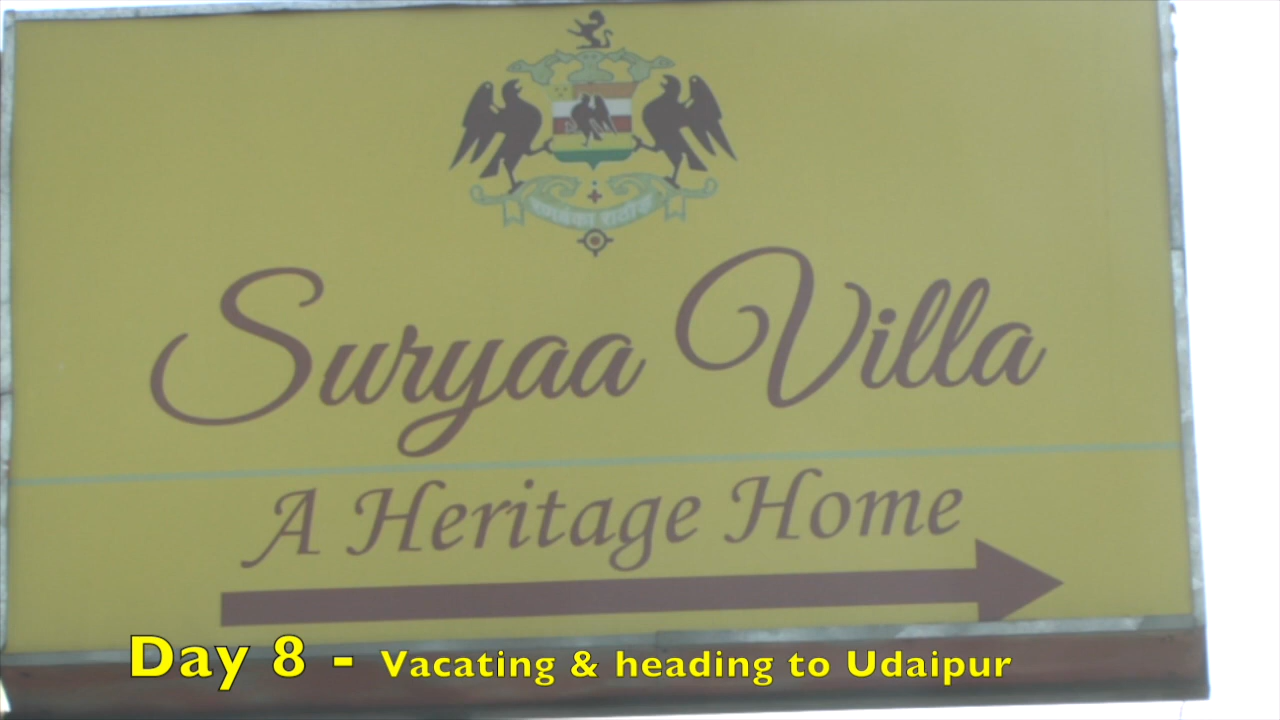 Suryaa Villa
A Heritage Home
Day 8 - Vacating & heading to Udaipur